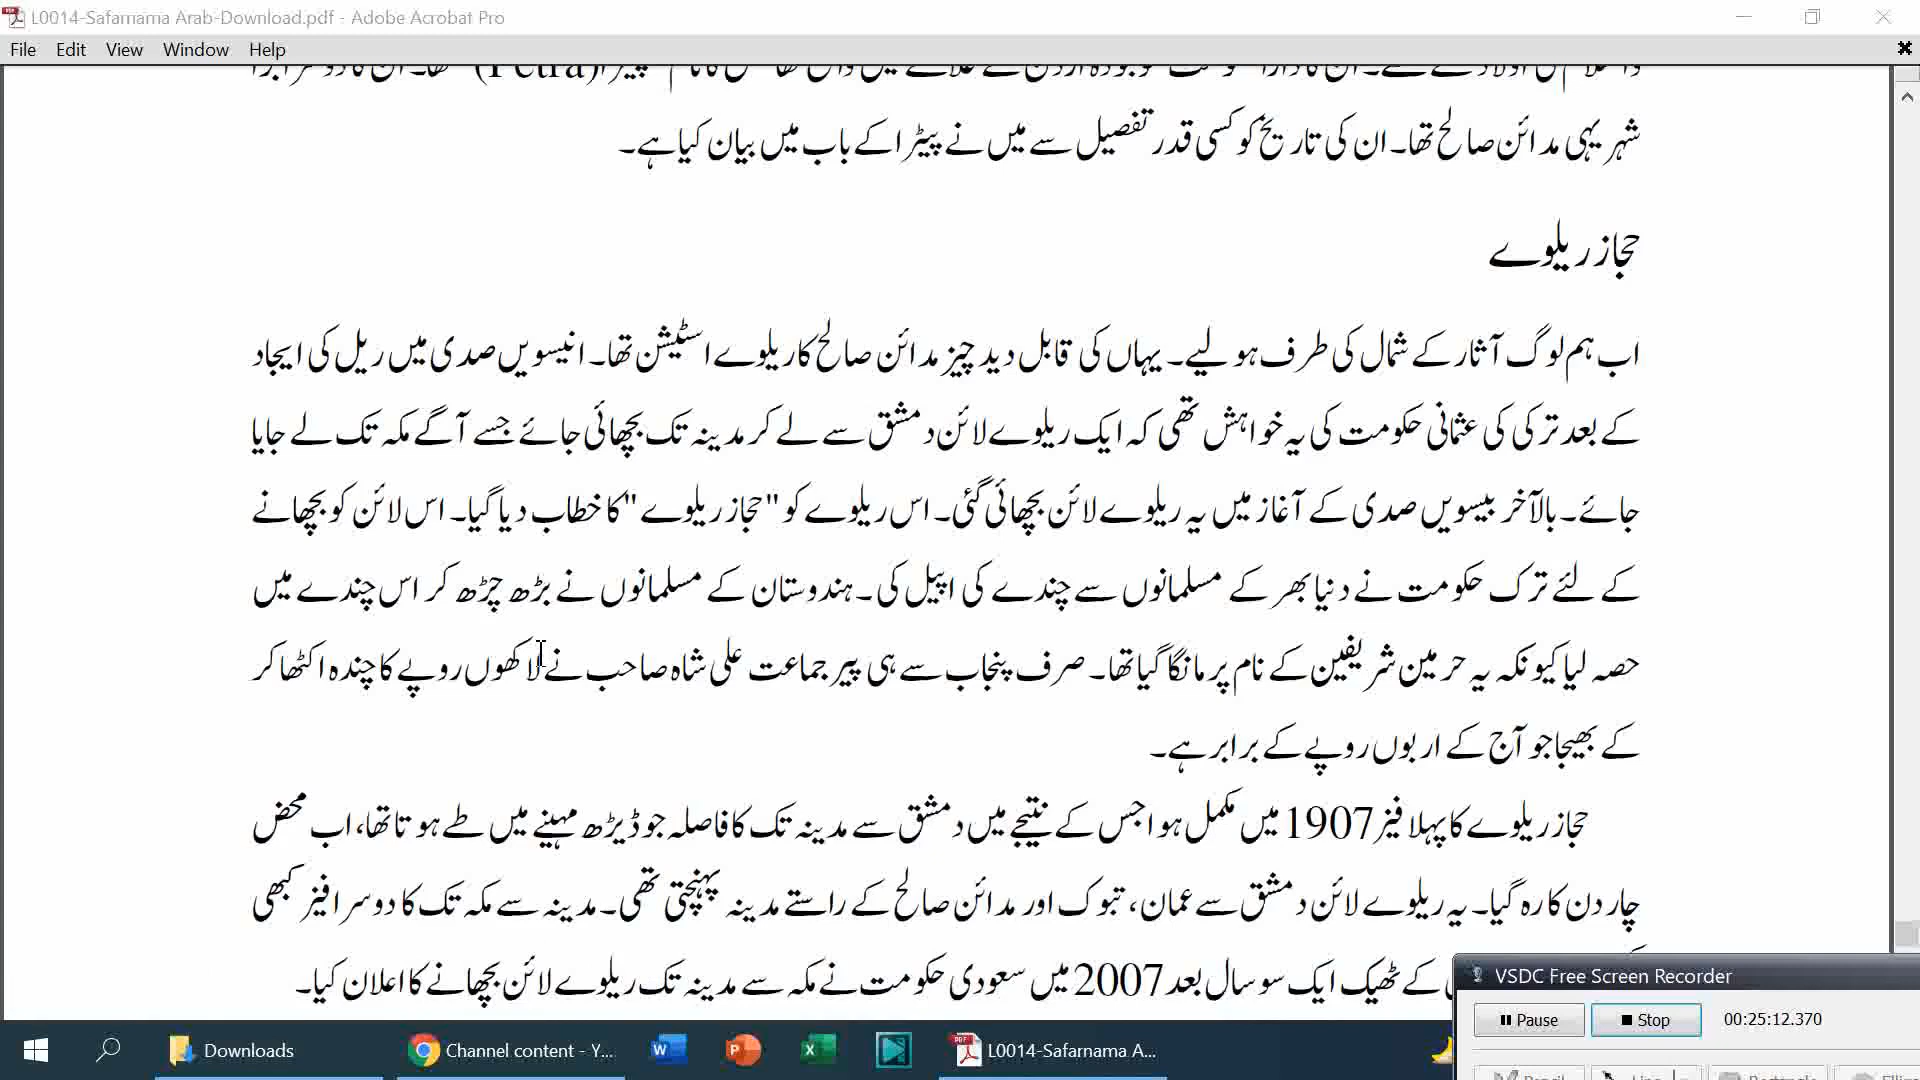 L0014-Safarnama Arab-Download.pdf - Adobe Acrobat Pro
File Edit View Window Help
(Petra)
شہر یہی مدائن صالح تھا۔ ان کی تاریخ کو کسی قدر تفصیل سے میں نے پیٹرا کے باب میں بیان کیا ہے۔
حجاز ریلوے
اب ہم لوگ آثار کے شمال کی طرف ہو لیے۔ یہاں کی قابل دید چیز مدائن صالح کا ریلوے اسٹیشن تھا۔ انیسویں صدی میں ریل کی ایجاد
کے بعد ترکی کی عثمانی حکومت کی یہ خواہش تھی کہ ایک ریلوے لائن دمشق سے لے کر مدینہ تک بچھائی جائے جسے آگے مکہ تک لے جایا
جائے۔ بالآخر بیسویں صدی کے آغاز میں یہ ریلوے لائن بچھائی گئی۔ اس ریلوے کو "حجاز ریلوے" کا خطاب دیا گیا۔ اس لائن کو بچھانے
کے لئے ترک حکومت نے دنیا بھر کے مسلمانوں سے چندے کی اپیل کی۔ ہندوستان کے مسلمانوں نے بڑھ چڑھ کر اس چندے میں
حصہ لیا کیونکہ یہ حرمین شریفین کے نام پر مانگا گیا تھا۔ صرف پنجاب سے ہی پیر جماعت علی شاہ صاحب نے لاکھوں روپے کا چندہ اکٹھا کر
کے بھیجا جو آج کے اربوں روپے کے برابر ہے۔
حجاز ریلوے کا پہلا فیز 1907 میں مکمل ہوا جس کے نتیجے میں دمشق سے مدینہ تک کا فاصلہ جو ڈیڑھ مہینے میں طے ہوتا تھا، اب محض
چار دن کا رہ گیا۔ یہ ریلوے لائن دمشق سے عمان، تبوک اور مدائن صالح کے راستے مدینہ پہنچتی تھی۔ مدینہ سے مکہ تک کا دوسرا فیز کبھی
کے ٹھیک ایک سو سال بعد 2007 میں سعودی حکومت نے مکہ سے مدینہ تک ریلوے لائن بچھانے کا اعلان کیا۔
VSDC Free Screen Recorder
Pause Stop 00:25:12.370
Downloads Channel content - Y... L0014-Safarnama A...